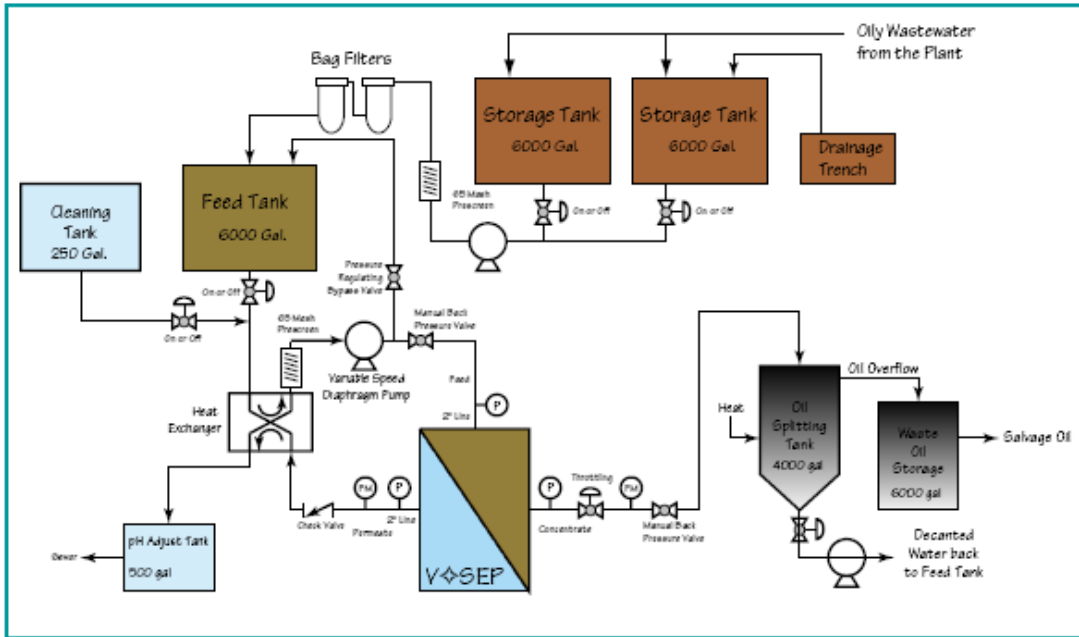 Oily Wastewater
from the Plant
Bag Filters
Storage Tank
6000 Gal.
Storage Tank
6000 Gal.
Drainage
Trench
65 Mesh
Prescreen
On or Off
On or Off
Cleaning
Tank
250 Gal.
Feed Tank
6000 Gal.
On or Off
On or Off
Pressure
Regulating
Bypass Valve
65 Mesh
Prescreen
Manual Back
Pressure Valve
Variable Speed
Diaphragm Pump
Feed
2" Line
P
Heat
Exchanger
Oil Overflow
Heat
Oil
Splitting
Tank
4000 gal
Waste
Oil
Storage
6000 gal
Salvage Oil
FM
P
2" Line
Check Valve
Permeate
P
Throttling
FM
Concentrate
Manual Back
Pressure Valve
V SEP
pH Adjust Tank
500 gal
Sewer
Decanted
Water back
to Feed Tank